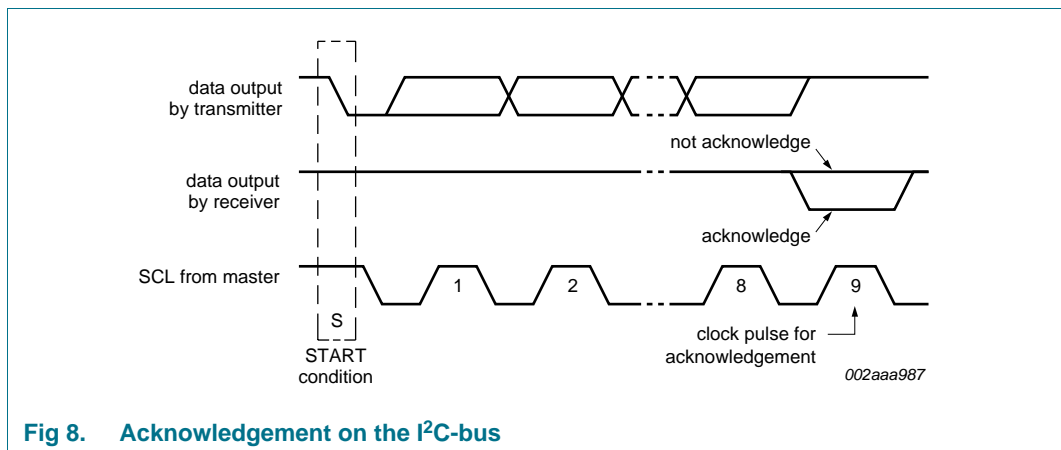 data output
by transmitter
not acknowledge
data output
by receiver
acknowledge
SCL from master
1
2
8
9
S
START
condition
clock pulse for
acknowledgement
002aaa987
Fig 8. Acknowledgement on the I²C-bus